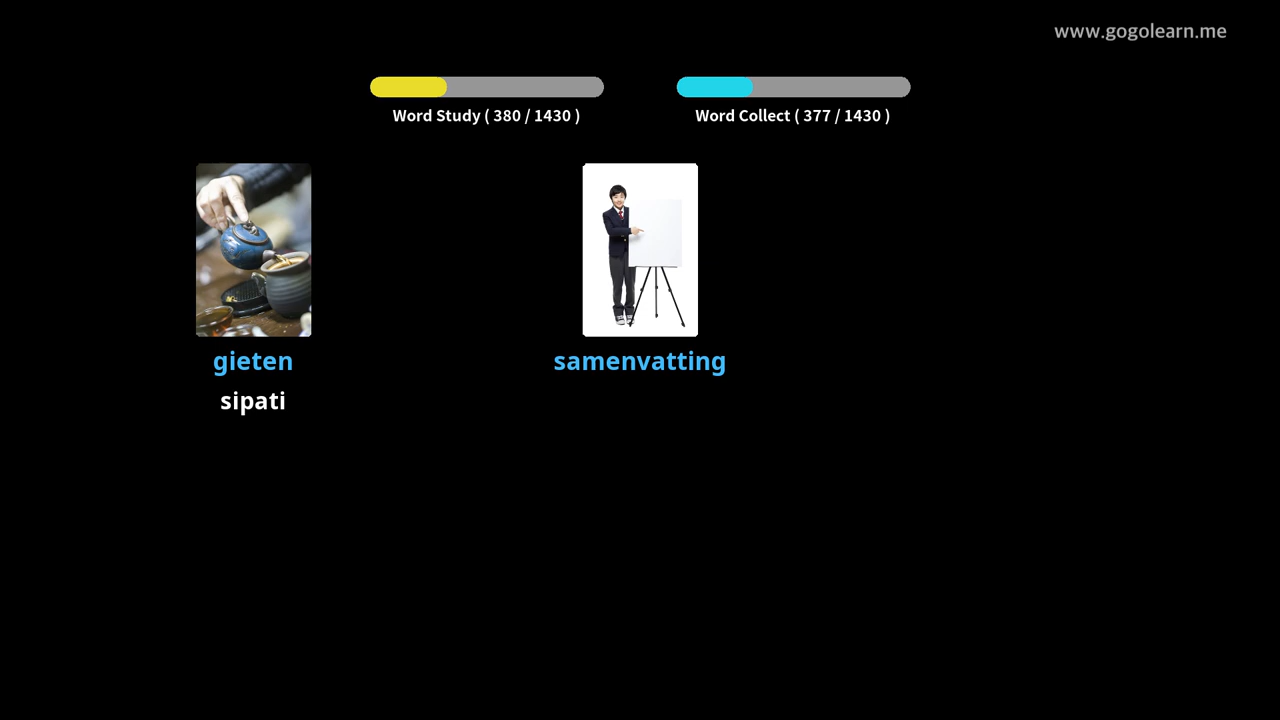 www.gogolearn.me
Word Study ( 380 / 1430 )
Word Collect ( 377 / 1430 )
gieten
sipati
samenvatting